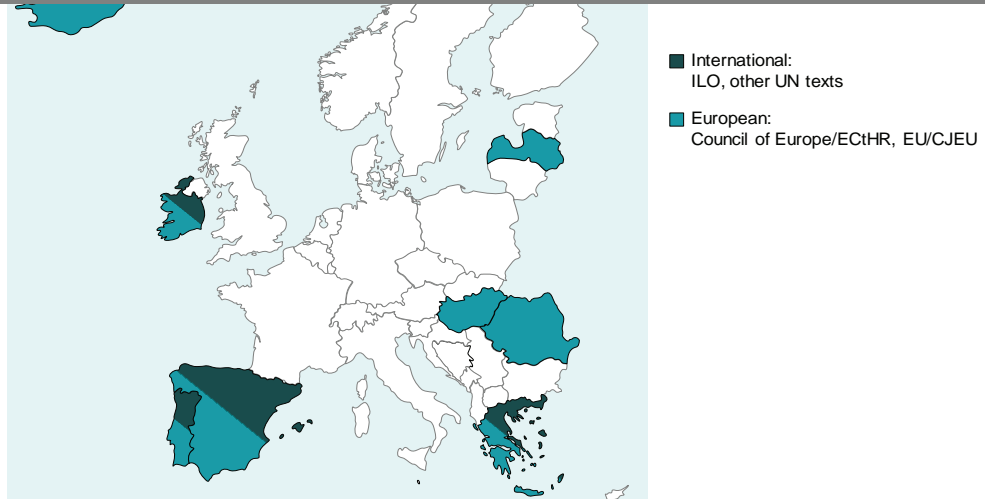 International:
ILO, other UN texts
European:
Council of Europe/ECtHR, EU/CJEU